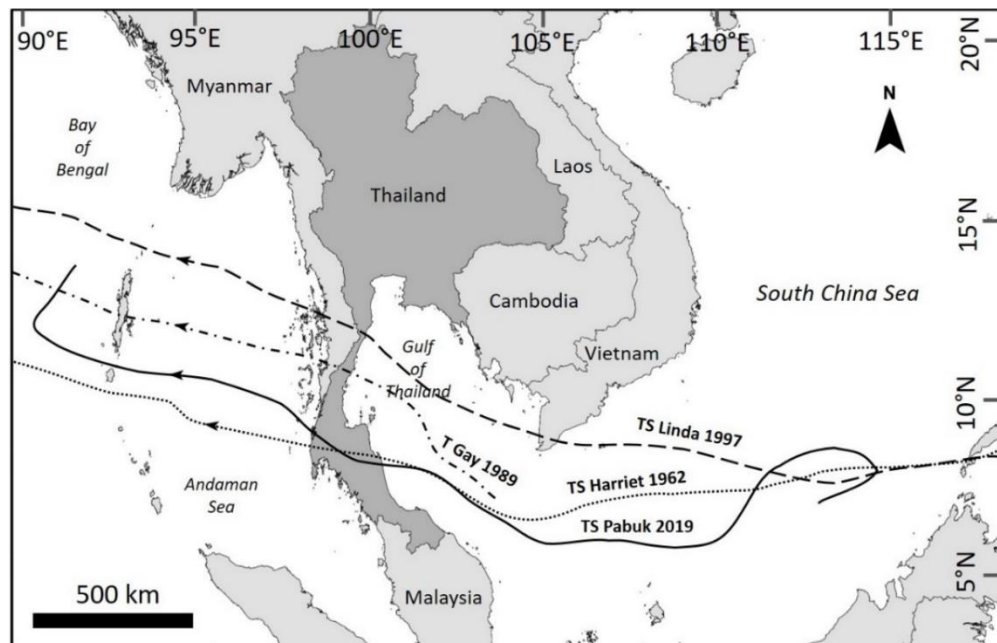 90°E
95°E
100°E
105°E
110°E
115°E
20°N
Myanmar
N
Bay
of
Bengal
Laos
Thailand
15°N
South China Sea
Cambodia
Gulf
of
Thailand
Vietnam
10°N
TS Linda 1997
T Gay 1989
TS Harriet 1962
Andaman
Sea
TS Pabuk 2019
5°N
500 km
Malaysia